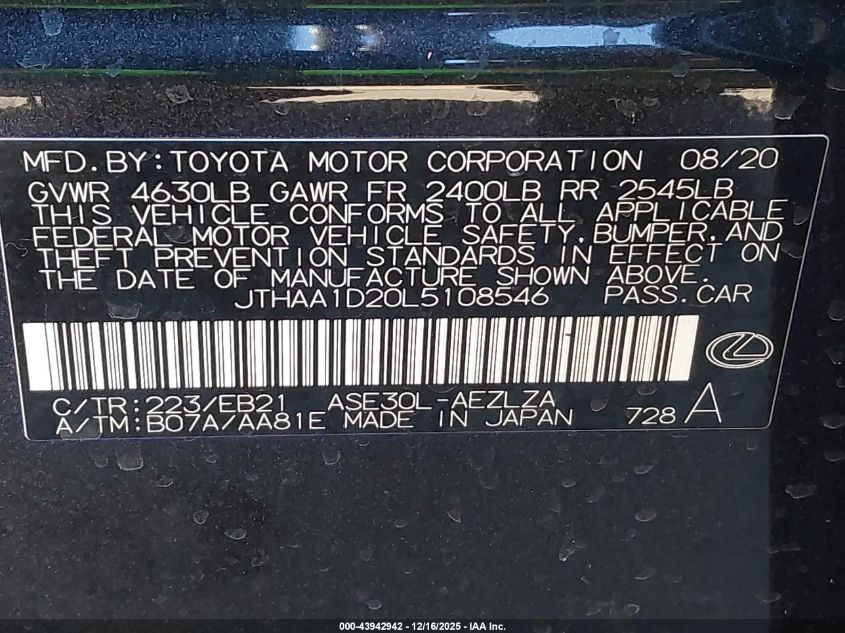 MFD.BY:TOYOTA MOTOR CORPORATION 08/20
GVWR 4630LB GAWR FR 2400LB RR 2545LB
THIS VEHICLE CONFORMS TO ALL APPLICABLE
FEDERAL MOTOR VEHICLE SAFETY,BUMPER,AND
THEFT PREVENTION STANDARDS IN EFFECT ON
THE DATE OF MANUFACTURE SHOWN ABOVE.
JTHAA1D20L5108546 PASS.CAR
C/TR:223/EB21 ASE30L-AEZLZA
A/TM:B07A/AA81E MADE IN JAPAN 728 A
000-43942942 - 12/16/2025 - IAA Inc.